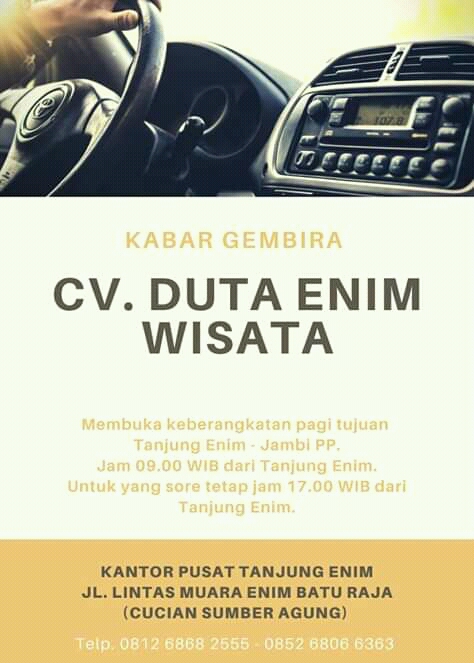 107.8
KABAR GEMBIRA
CV. DUTA ENIM
WISATA
Membuka keberangkatan pagi tujuan
Tanjung Enim - Jambi PP.
Jam 09.00 WIB dari Tanjung Enim.
Untuk yang sore tetap jam 17.00 WIB dari
Tanjung Enim.
KANTOR PUSAT TANJUNG ENIM
JL. LINTAS MUARA ENIM BATU RAJA
(CUCIAN SUMBER AGUNG)
Telp. 0812 6868 2555 - 0852 6806 6363